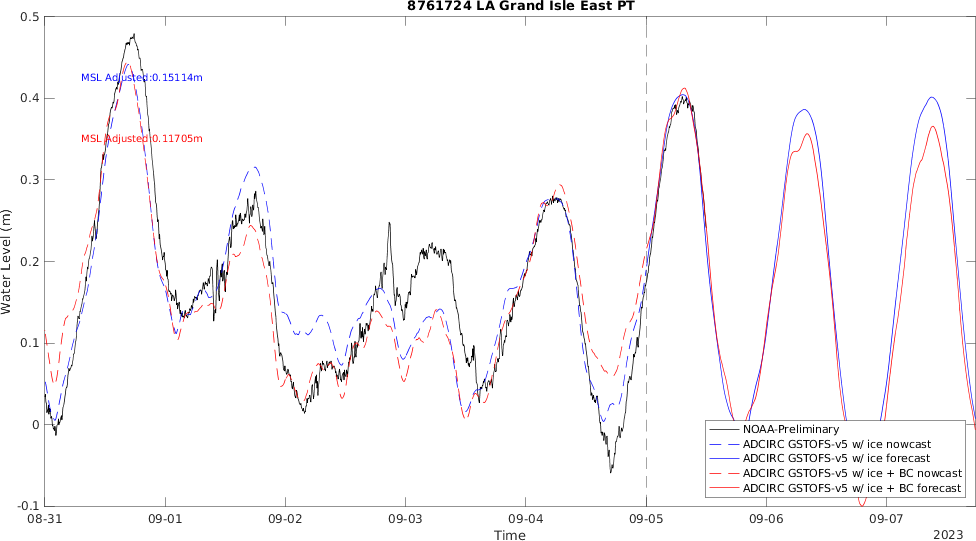 8761724 LA Grand Isle East PT
0.5
MSL Adjusted:0.15114m
0.4
MSL Adjusted:0.11705m
0.3
Water Level (m)
0.2
0.1
0
-0.1
NOAA-Preliminary
ADCIRC GSTOFS-v5 w/ ice nowcast
ADCIRC GSTOFS-v5 w/ ice forecast
ADCIRC GSTOFS-v5 w/ ice + BC nowcast
ADCIRC GSTOFS-v5 w/ ice + BC forecast
08-31 09-01 09-02 09-03 09-04 09-05 09-06 09-07
Time
2023